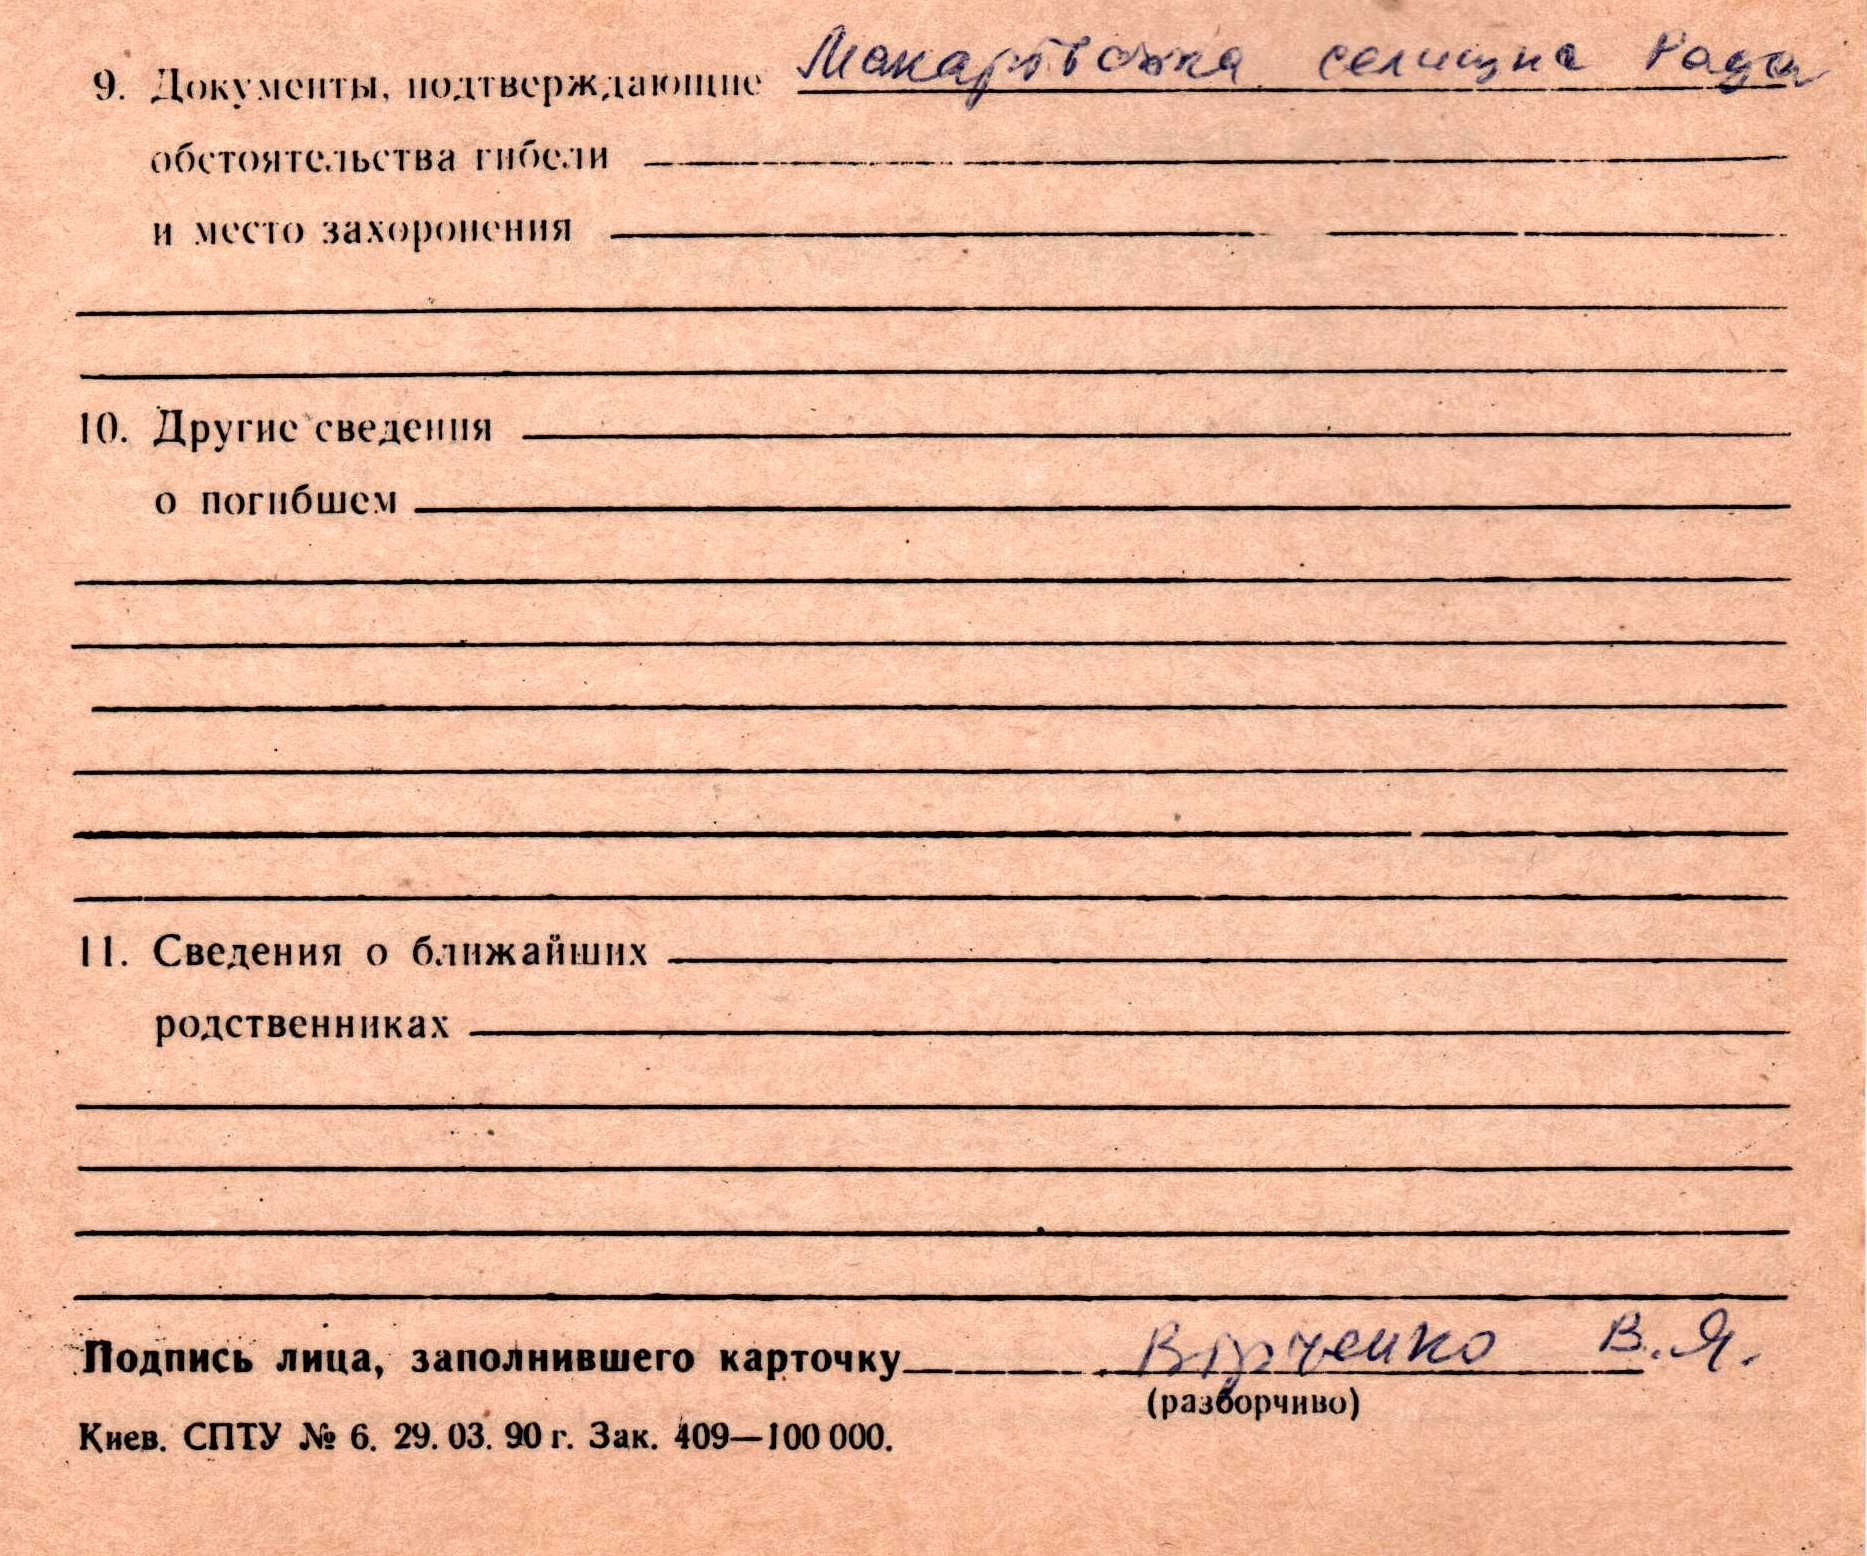 9. Документы, подтверждающие Макарівська селищна Рада
обстоятельства гибели
и место захоронения
10. Другие сведения
о погибшем
11. Сведения о ближайших
родственниках
Подпись лица, заполнившего карточку В.Я.
(разборчиво)
Киев. СПТУ № 6. 29. 03. 90 г. Зак. 409—100 000.